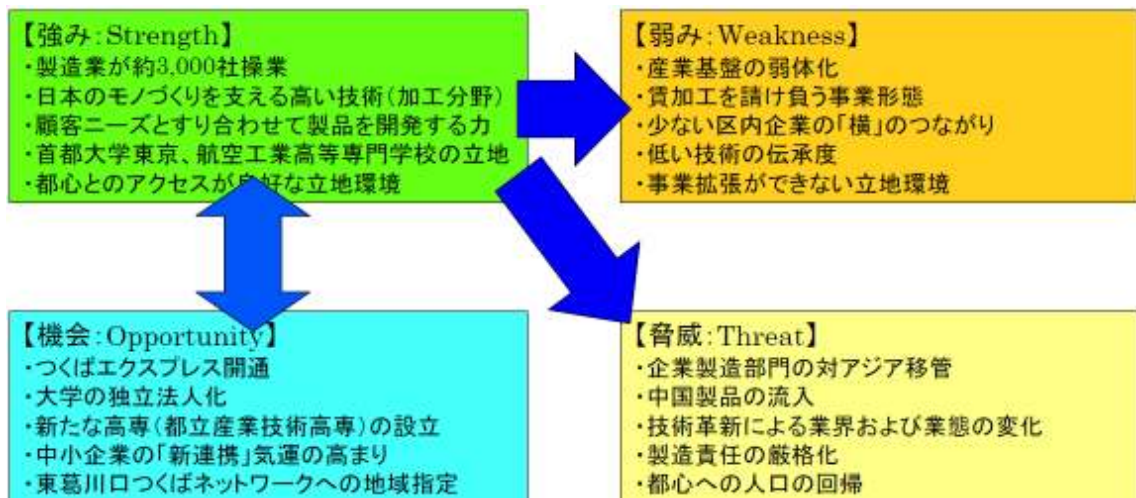 【強み:Strength】
・製造業が約3,000社操業
・日本のモノづくりを支える高い技術(加工分野)
・顧客ニーズとすり合わせて製品を開発する力
・首都大学東京、航空工業高等専門学校の立地
・都心とのアクセスが良好な立地環境
【弱み:Weakness】
・産業基盤の弱体化
・賃加工を請け負う事業形態
・少ない区内企業の「横」のつながり
・低い技術の伝承度
・事業拡張ができない立地環境
【機会:Opportunity】
・つくばエクスプレス開通
・大学の独立法人化
・新たな高専(都立産業技術高専)の設立
・中小企業の「新連携」気運の高まり
・東葛川口つくばネットワークへの地域指定
【脅威:Threat】
・企業製造部門の対アジア移管
・中国製品の流入
・技術革新による業界および業態の変化
・製造責任の厳格化
・都心への人口の回帰